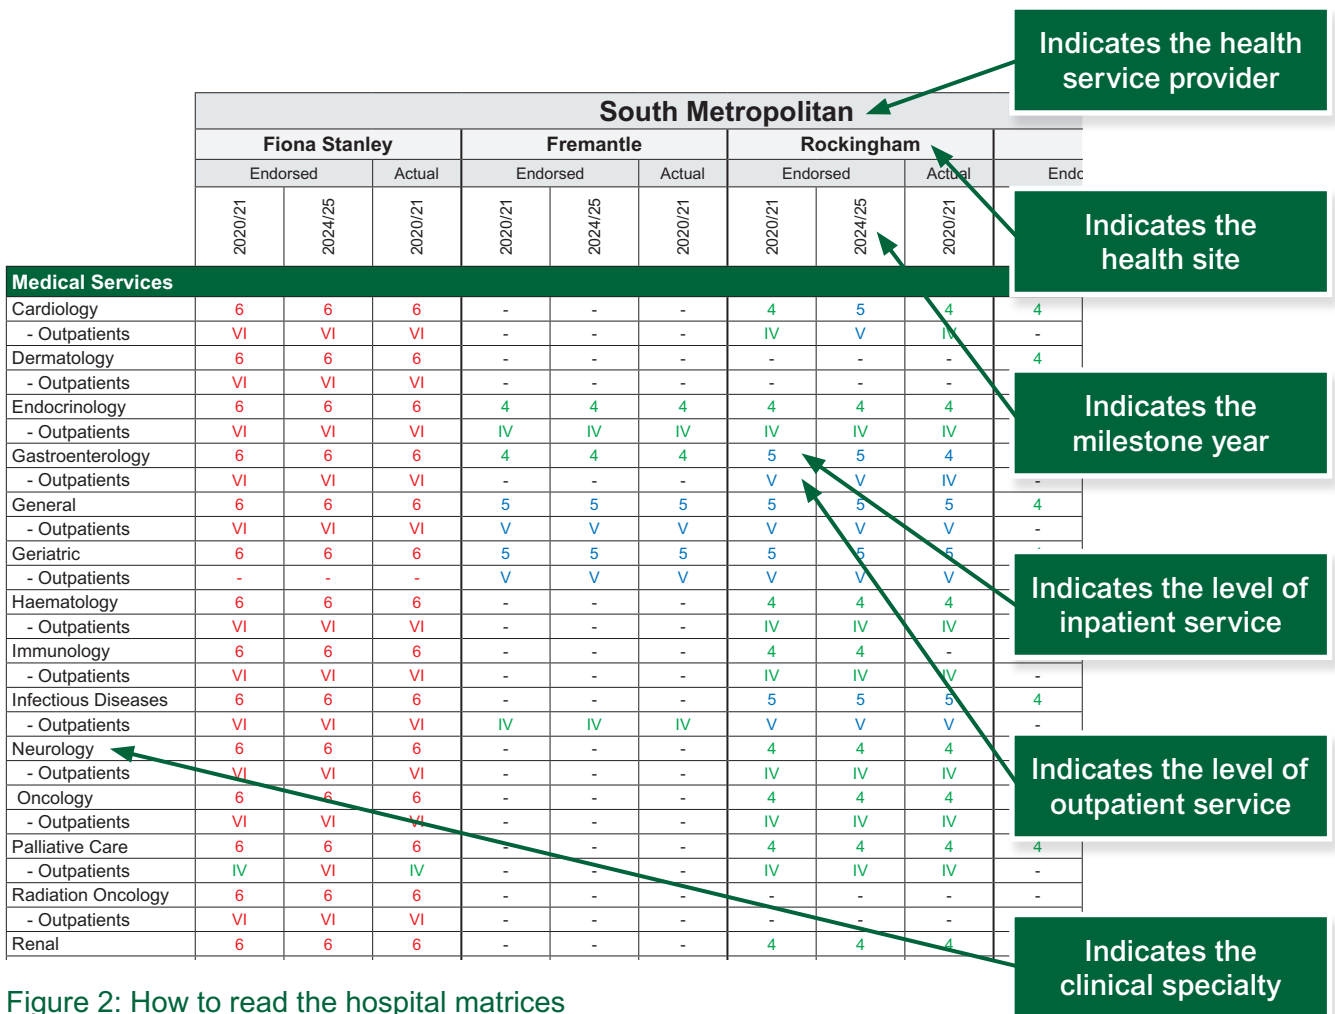 Indicates the health
service provider
South Metropolitan
Fiona Stanley Fremantle Rockingham
Endorsed Actual Endorsed Actual Endorsed Actual Endo
2020/21 2024/25 2020/21 2020/21 2024/25 2020/21 2020/21 2024/25 2020/21
Indicates the
health site
Medical Services
Cardiology 6 6 6 - - - 4 5 4 4
- Outpatients VI VI VI - - - IV V IV -
Dermatology 6 6 6 - - - - - - 4
- Outpatients VI VI VI - - - - - -
Endocrinology 6 6 6 4 4 4 4 4 4
- Outpatients VI VI VI IV IV IV IV IV IV
Indicates the
milestone year
Gastroenterology 6 6 6 4 4 4 5 5 4
- Outpatients VI VI VI - - - V V IV -
General 6 6 6 5 5 5 5 5 5 4
- Outpatients VI VI VI V V V V V V -
Geriatric 6 6 6 5 5 5 5 5 5
- Outpatients - - - V V V V V V
Haematology 6 6 6 - - - 4 4 4
- Outpatients VI VI VI - - - IV IV IV
Indicates the level of
inpatient service
Immunology 6 6 6 - - - 4 4 -
- Outpatients VI VI VI - - - IV IV IV -
Infectious Diseases 6 6 6 - - - 5 5 5 4
- Outpatients VI VI VI IV IV IV V V V -
Neurology 6 6 6 - - - 4 4 4
- Outpatients VI VI VI - - - IV IV IV
Oncology 6 6 6 - - - 4 4 4
- Outpatients VI VI VI - - - IV IV IV
Indicates the level of
outpatient service
Palliative Care 6 6 6 - - - 4 4 4 4
- Outpatients IV VI IV - - - IV IV IV -
Radiation Oncology 6 6 6 - - - - - - -
- Outpatients VI VI VI - - - - - -
Renal 6 6 6 - - - 4 4 4
Indicates the
clinical specialty
Figure 2: How to read the hospital matrices